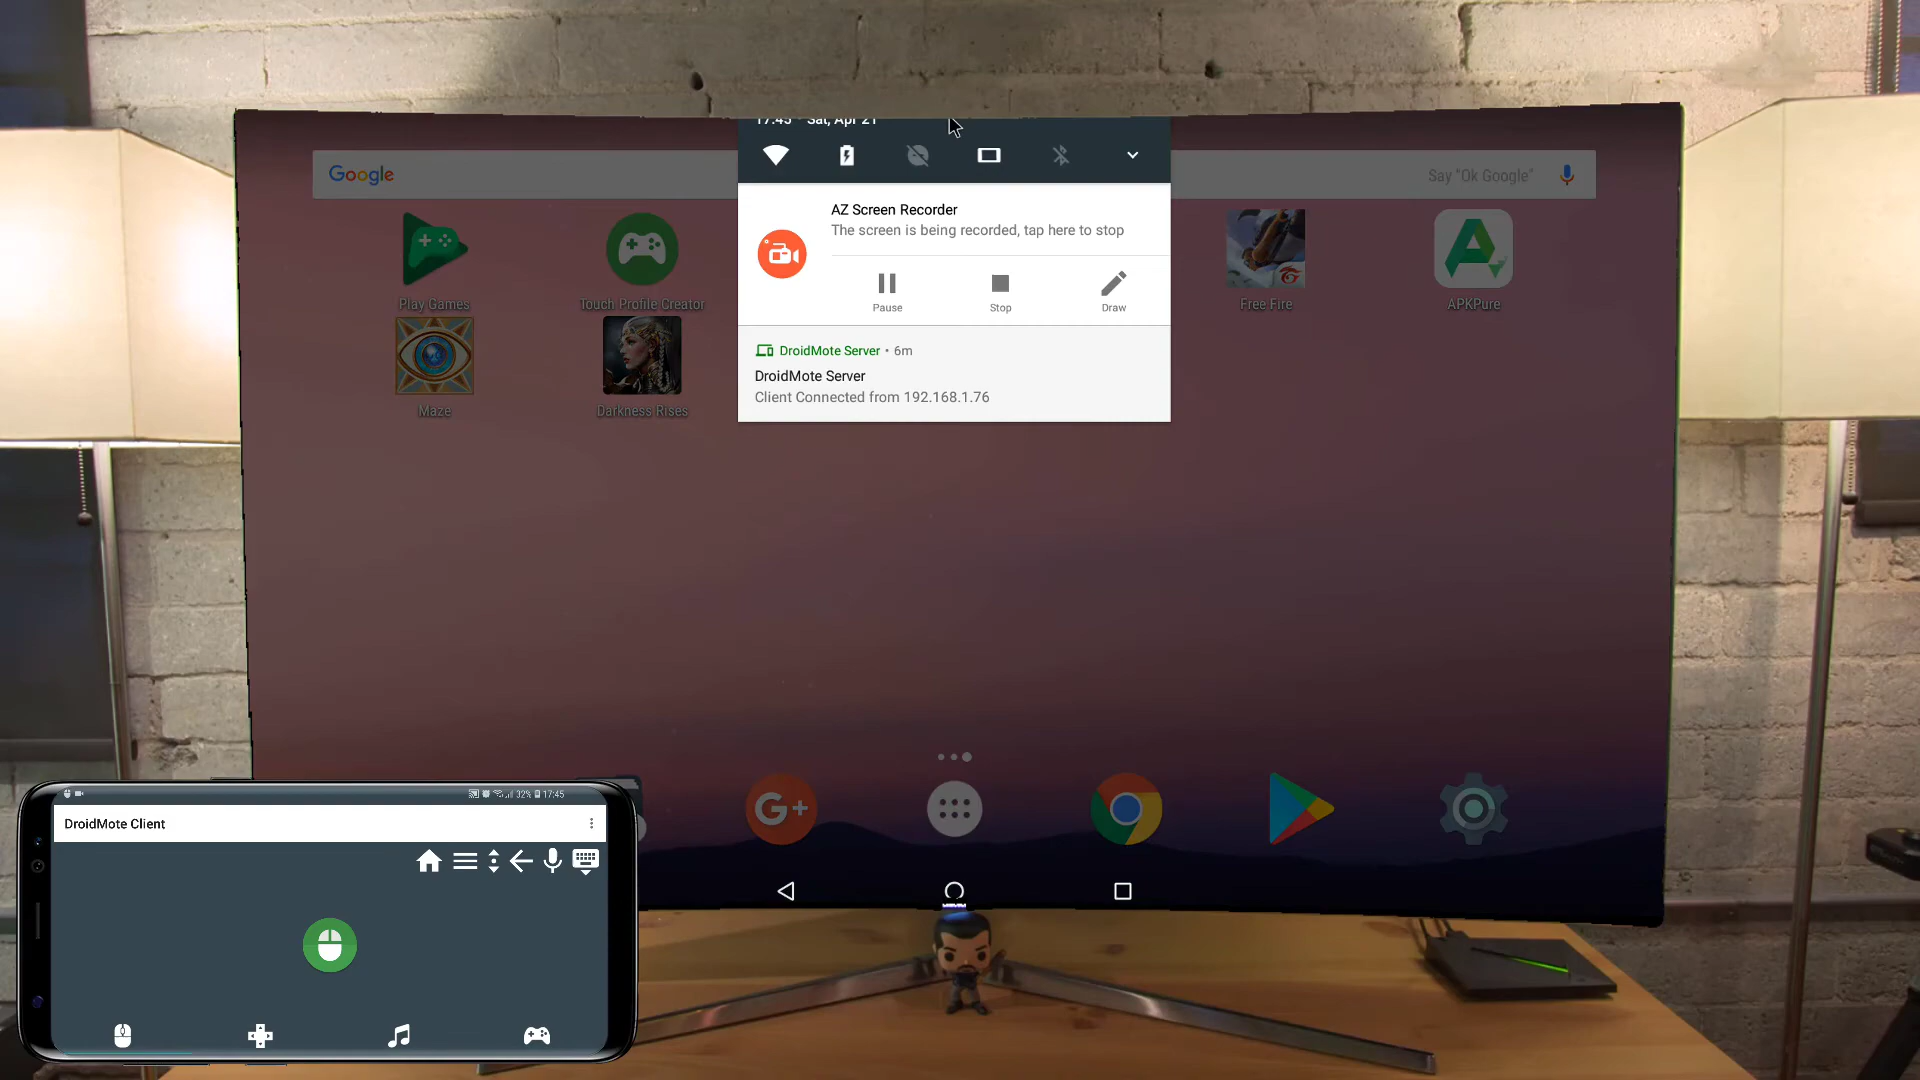 17:45 · Sat, Apr 21
Google
Say "Ok Google"
AZ Screen Recorder
The screen is being recorded, tap here to stop
Pause
Stop
Draw
DroidMote Server • 6m
DroidMote Server
Client Connected from 192.168.1.76
Play Games
Touch Profile Creator
Free Fire
APKPure
Maze
Darkness Rises
G+
32% 17:45
DroidMote Client